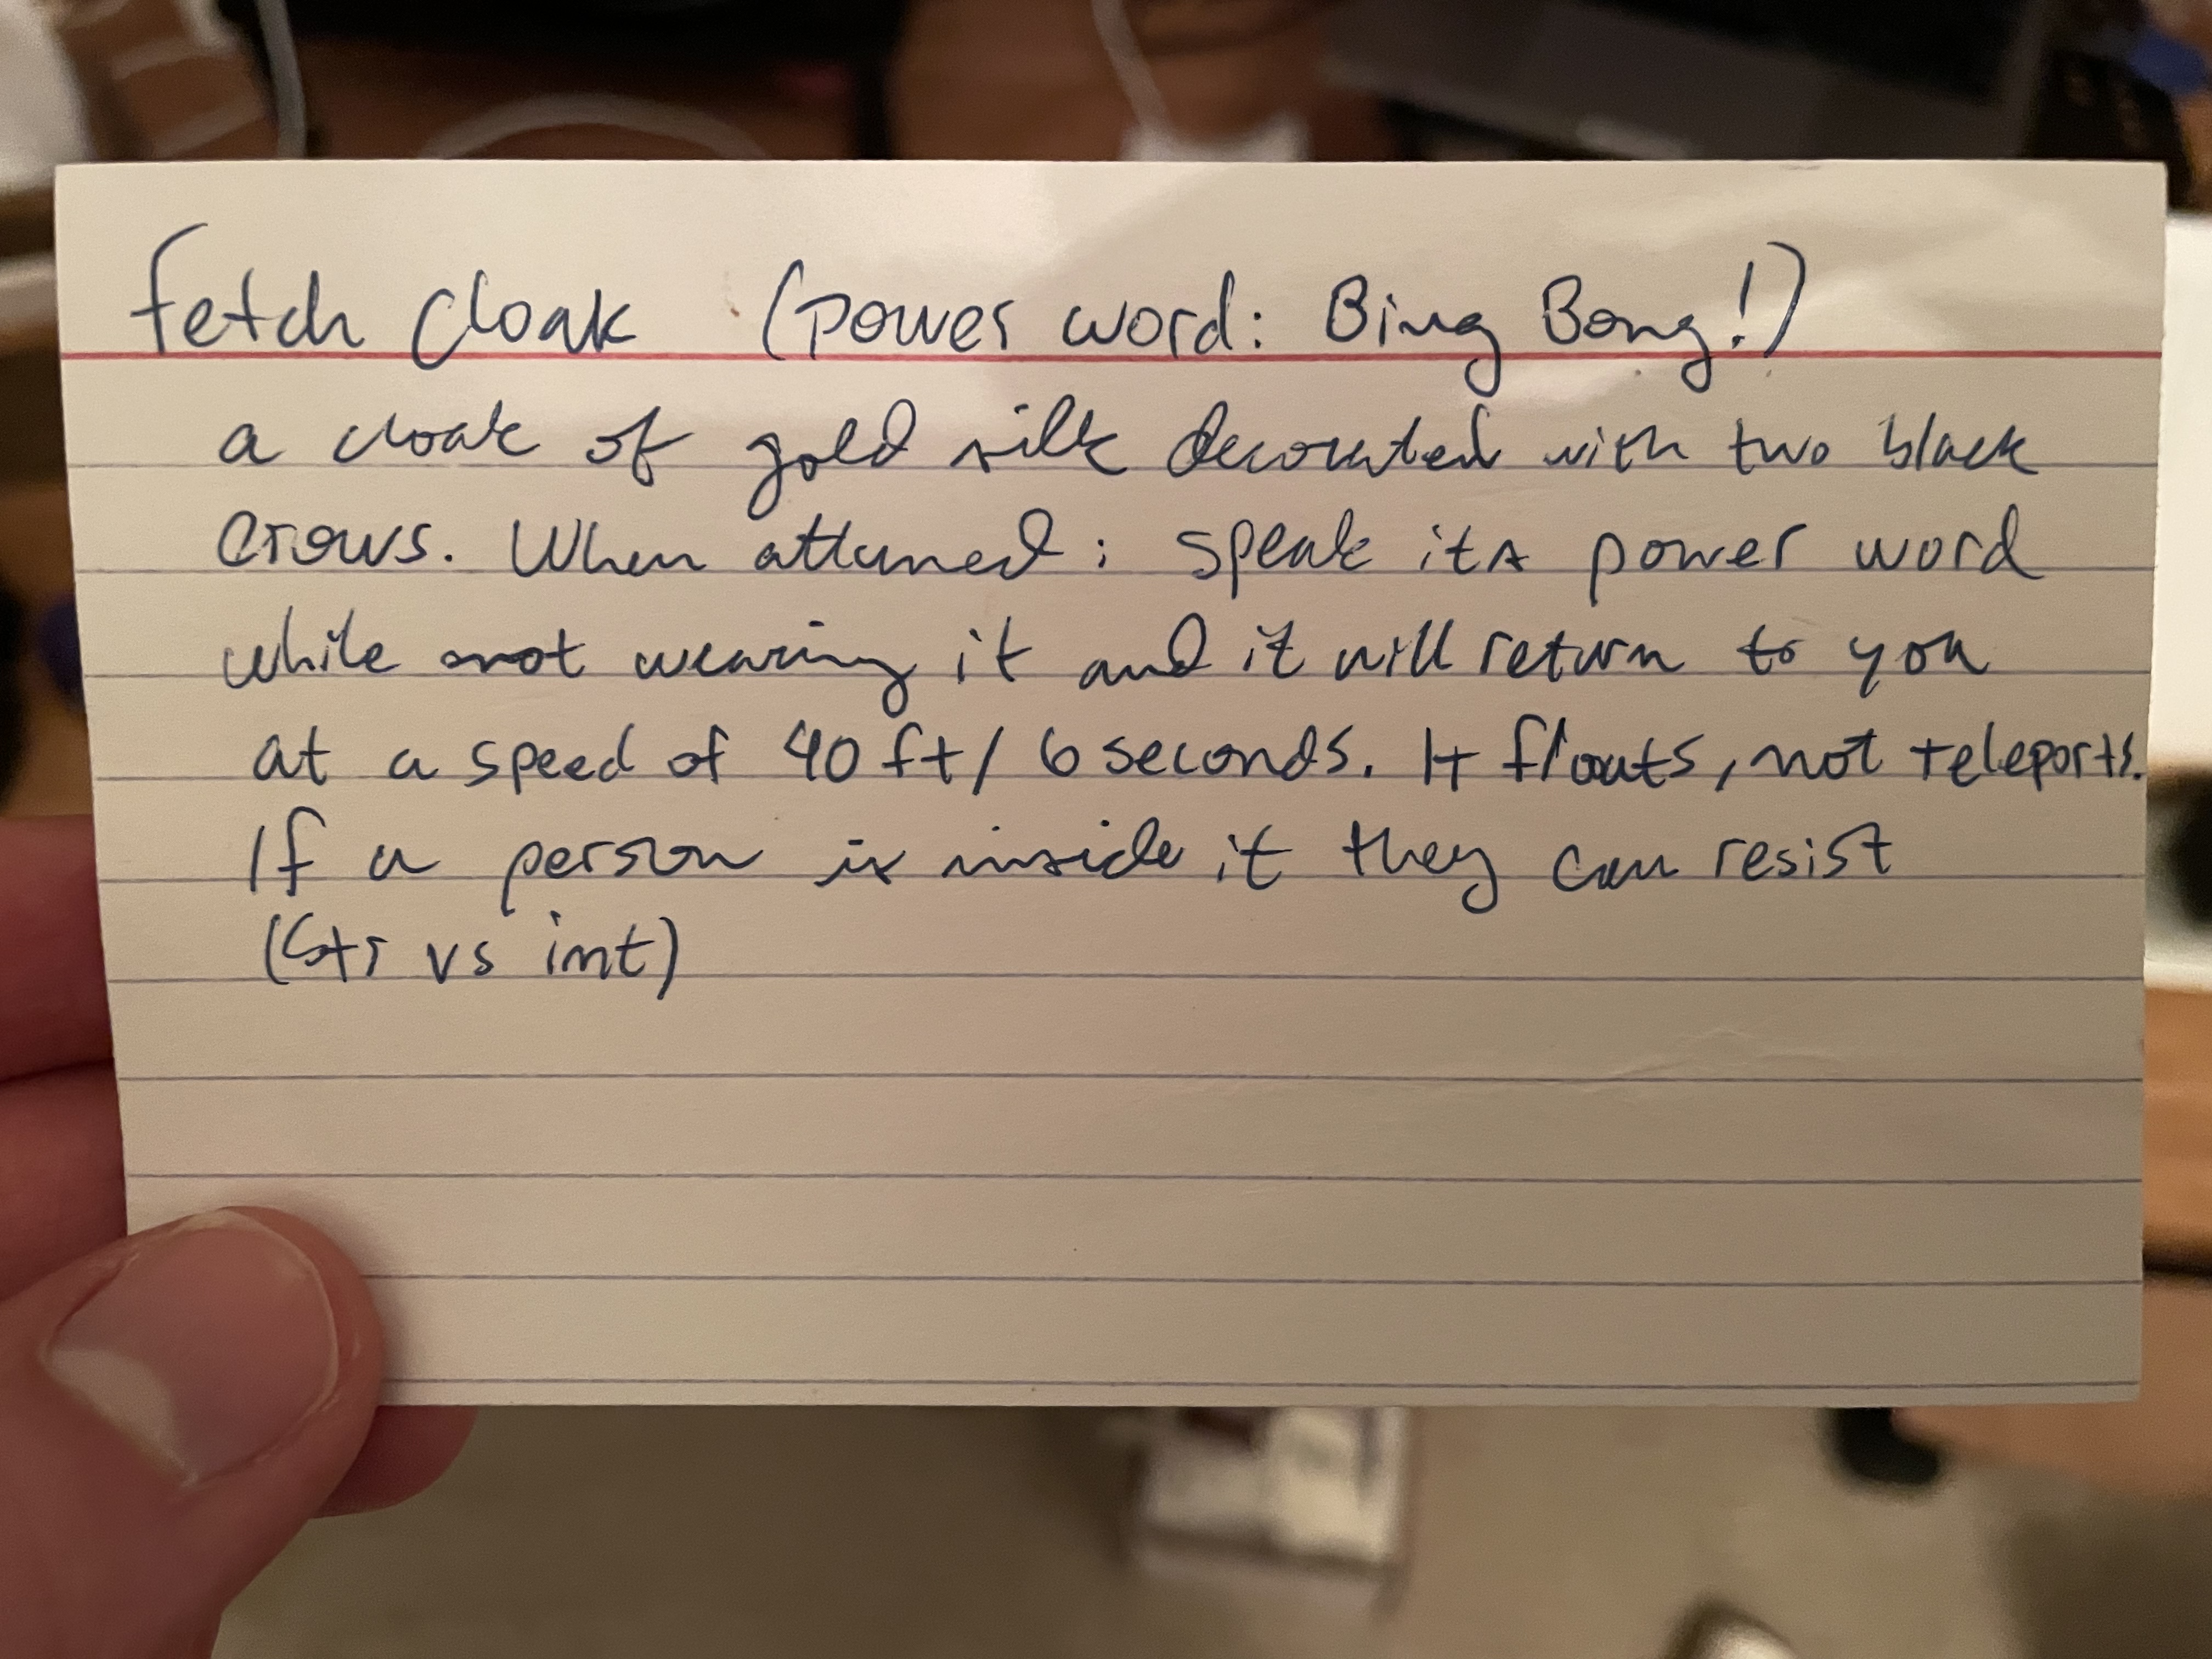 Fetch Cloak (power word: Bing Bong!)
a cloak of gold silk decorated with two black
crows. When attuned: speak its power word
while not wearing it and it will return to you
at a speed of 40 ft/ 6 seconds. It floats, not teleports.
If a person is inside it they can resist
(Str vs int)